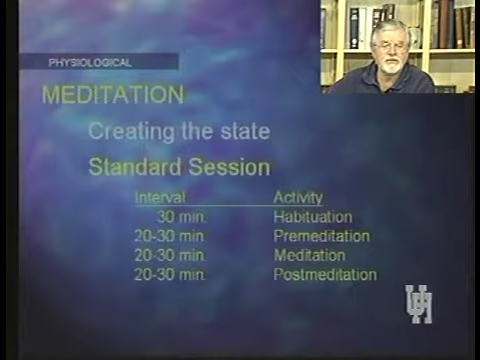 PHYSIOLOGICAL
MEDITATION
Creating the state
Standard Session
Interval Activity
30 min. Habituation
20-30 min. Premeditation
20-30 min. Meditation
20-30 min. Postmeditation
UH